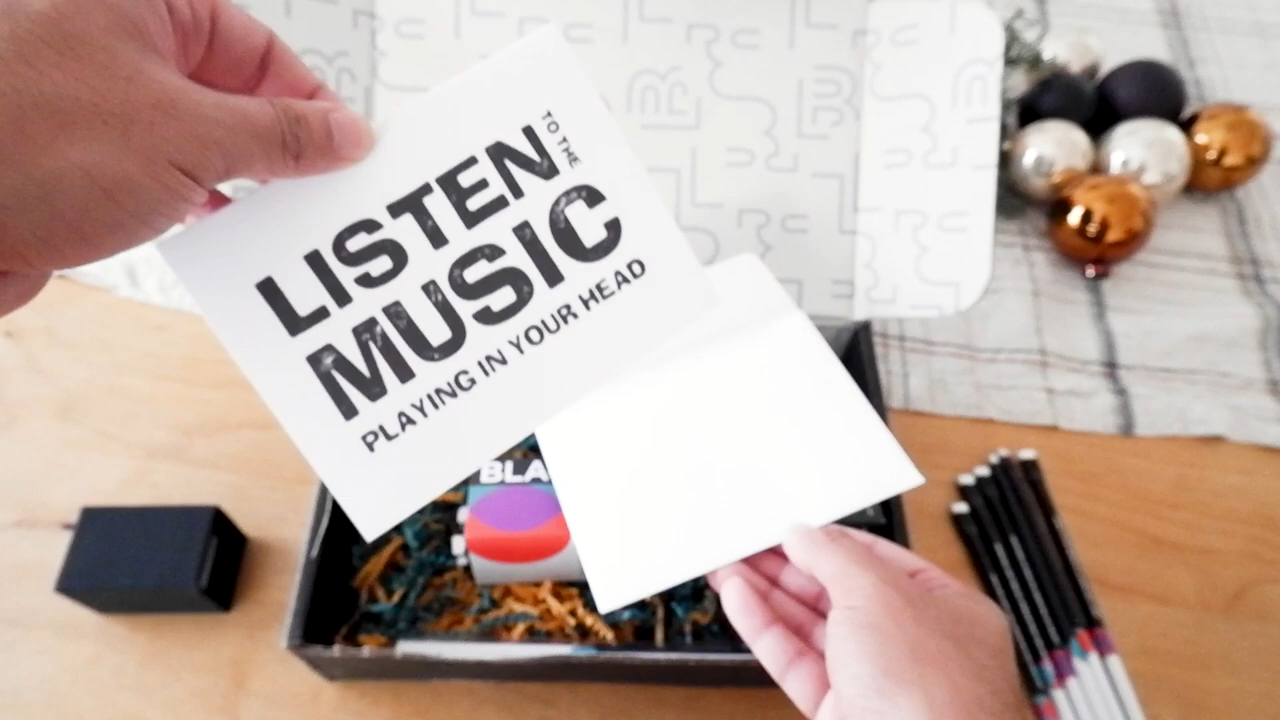 LISTEN
TO THE
MUSIC
PLAYING IN YOUR HEAD
BLA